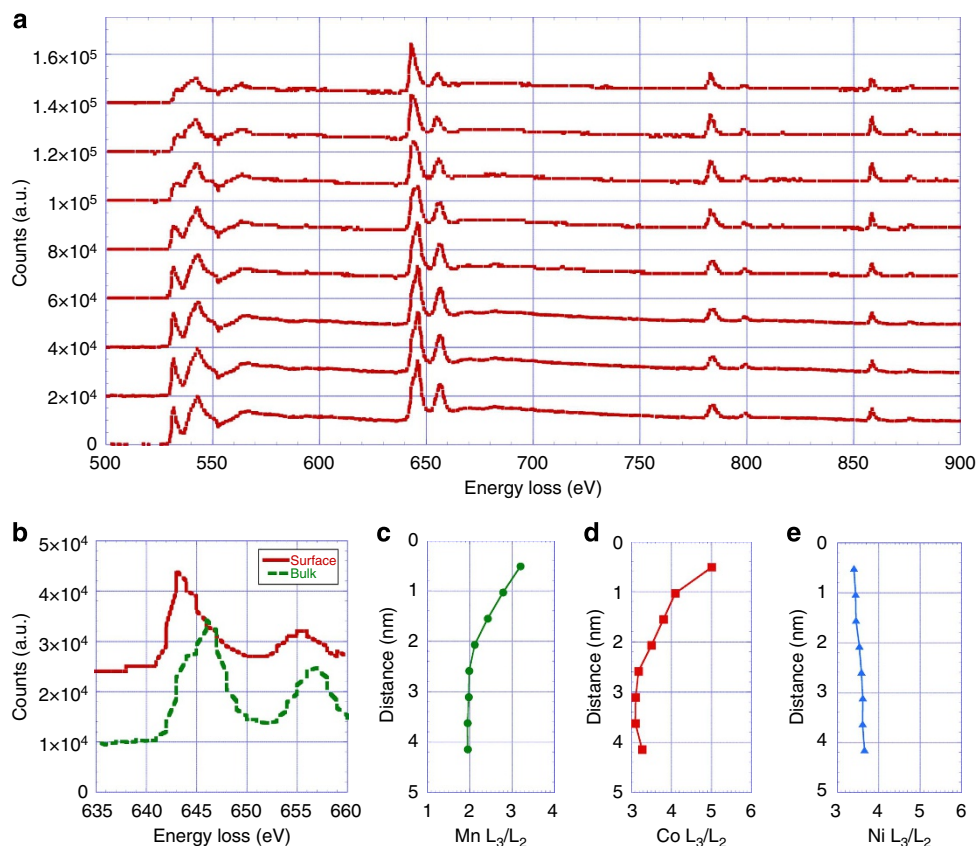 a
1.6×10⁵
1.4×10⁵
1.2×10⁵
1×10⁵
8×10⁴
6×10⁴
4×10⁴
2×10⁴
0
Counts (a.u.)
500 550 600 650 700 750 800 850 900
Energy loss (eV)
b
5×10⁴
4×10⁴
3×10⁴
2×10⁴
1×10⁴
0
Counts (a.u.)
Surface
Bulk
635 640 645 650 655 660
Energy loss (eV)
c
0
1
2
3
4
5
Distance (nm)
1 2 3 4
Mn L₃/L₂
d
0
1
2
3
4
5
Distance (nm)
3 4 5 6
Co L₃/L₂
e
0
1
2
3
4
5
Distance (nm)
3 4 5 6
Ni L₃/L₂